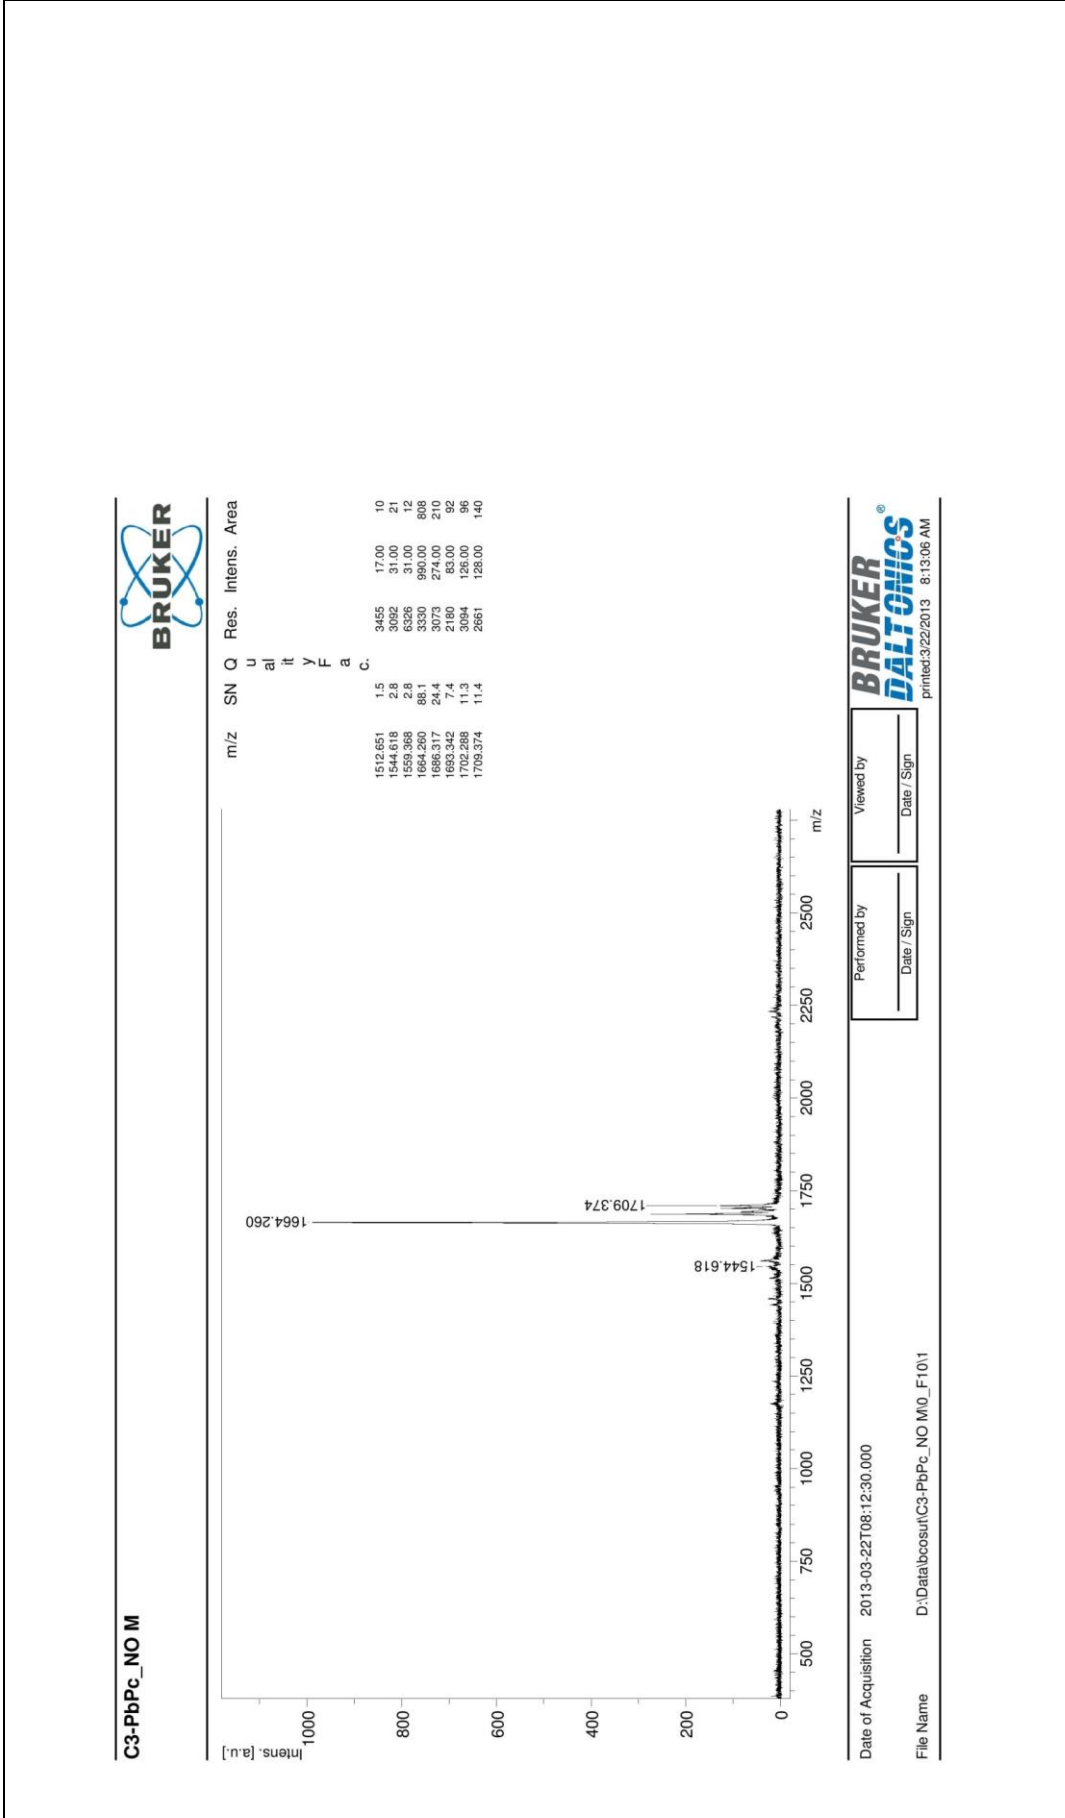 C3-PbPc_NO M
BRUKER
m/z SN Quality Fac. Res. Intens. Area
1512.651 1.5 3455 17.00 10
1544.618 2.8 3092 31.00 21
1559.368 2.8 6326 31.00 12
1664.260 88.1 3330 990.00 808
1686.317 24.4 3073 274.00 210
1693.342 7.4 2180 83.00 92
1702.288 11.3 3094 126.00 96
1709.374 11.4 2661 128.00 140
Intens. [a.u.]
1000
800
600
400
200
0
1664.260
1709.374
1544.618
500 750 1000 1250 1500 1750 2000 2250 2500 m/z
Date of Acquisition 2013-03-22T08:12:30.000
File Name D:\Data\bcosut\C3-PbPc_NO M\0_F10\1
Performed by
Date / Sign
Viewed by
Date / Sign
BRUKER
DALTONICS®
printed:3/22/2013 8:13:06 AM